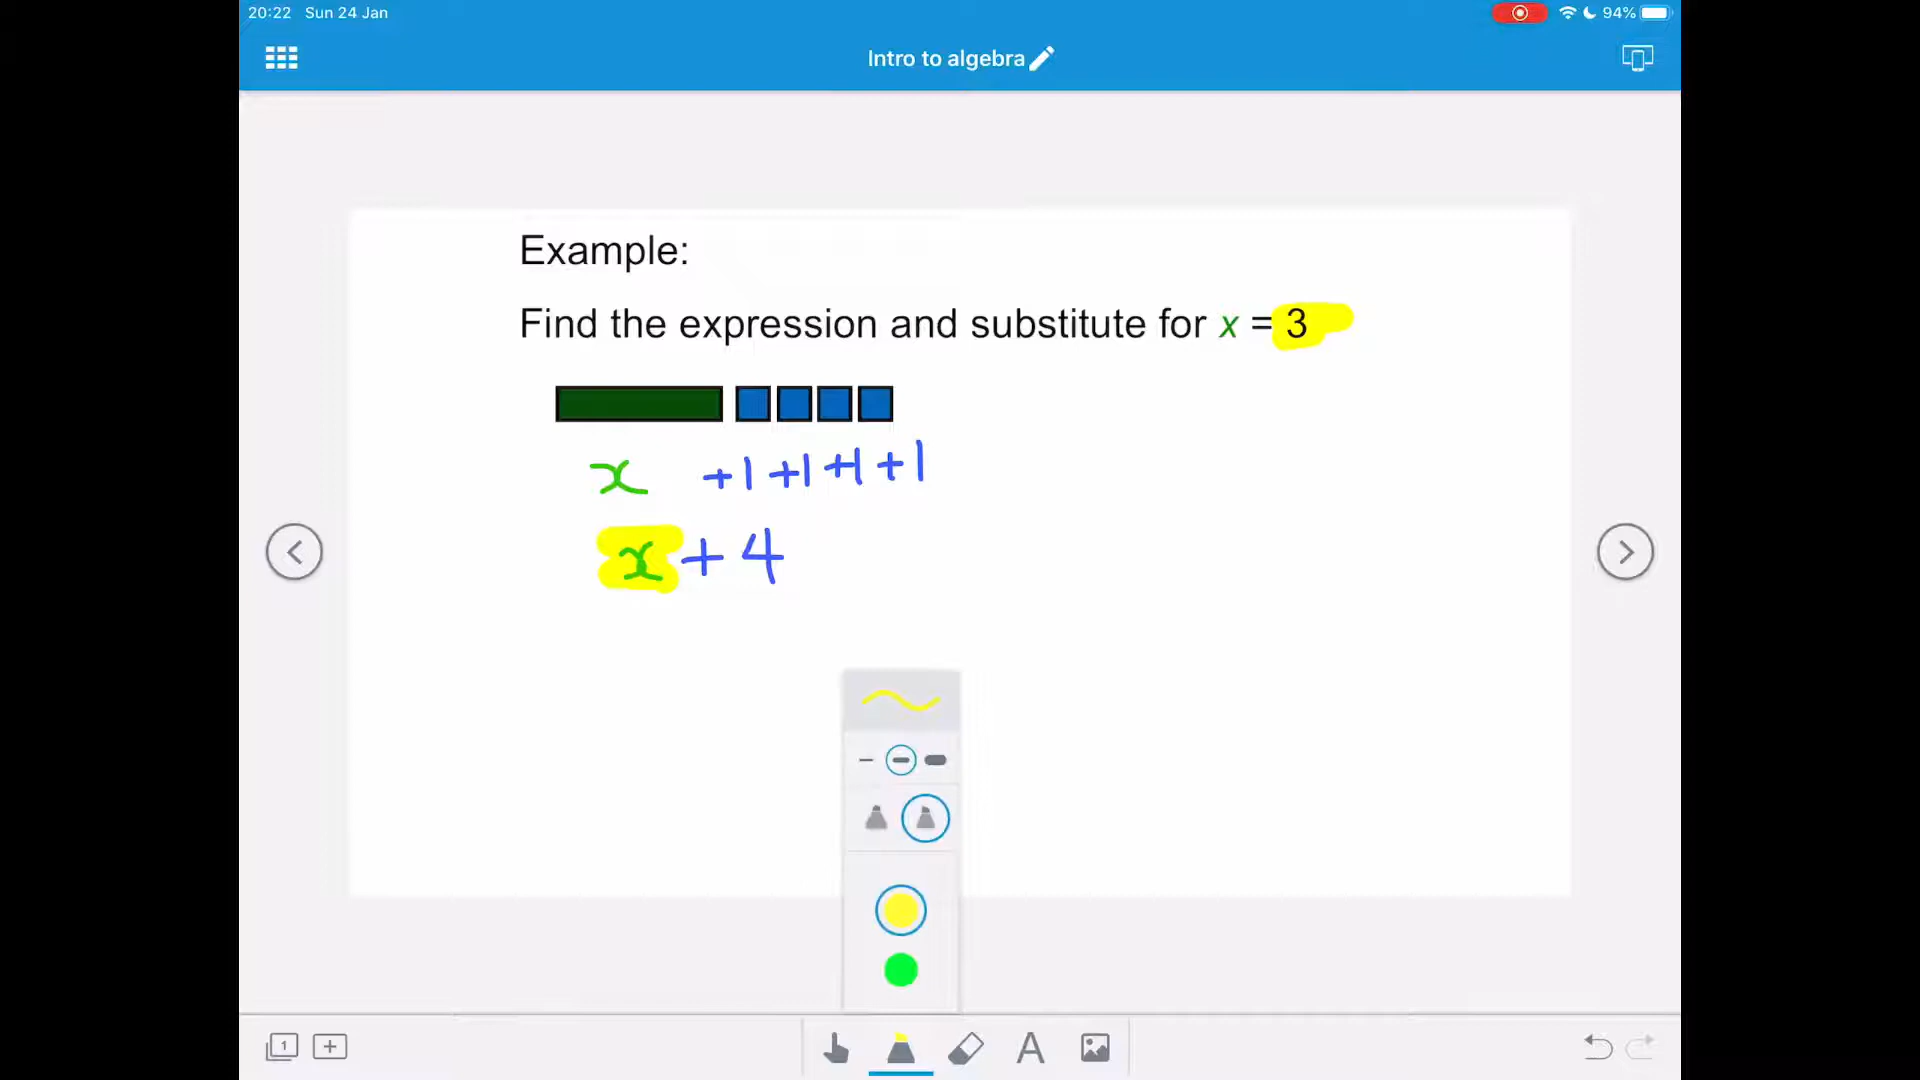 20:22 Sun 24 Jan
94%
Intro to algebra
Example:
Find the expression and substitute for x = 3
x +1 +1 +1 +1
x + 4
1
A